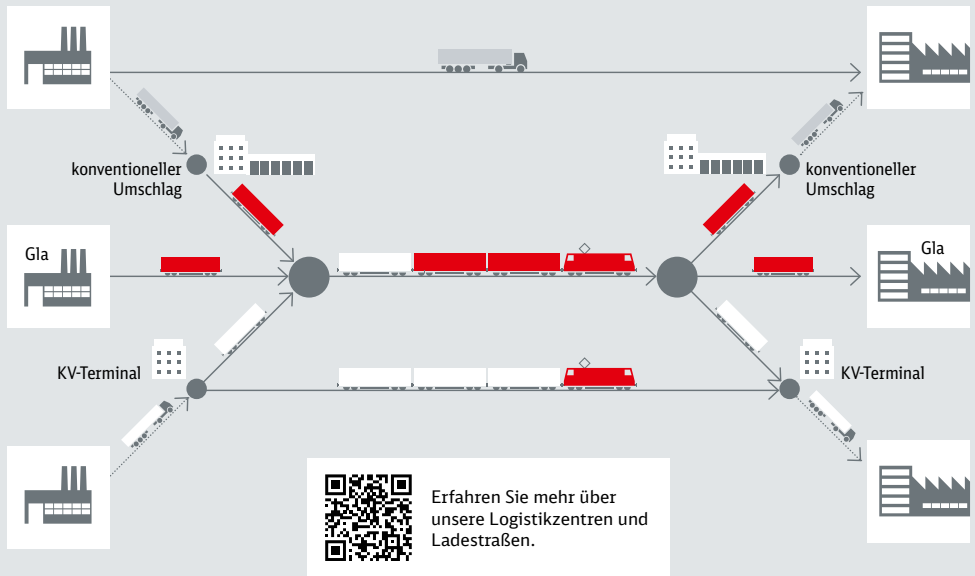 konventioneller
Umschlag
konventioneller
Umschlag
Gla
Gla
KV-Terminal
KV-Terminal
Erfahren Sie mehr über
unsere Logistikzentren und
Ladestraßen.